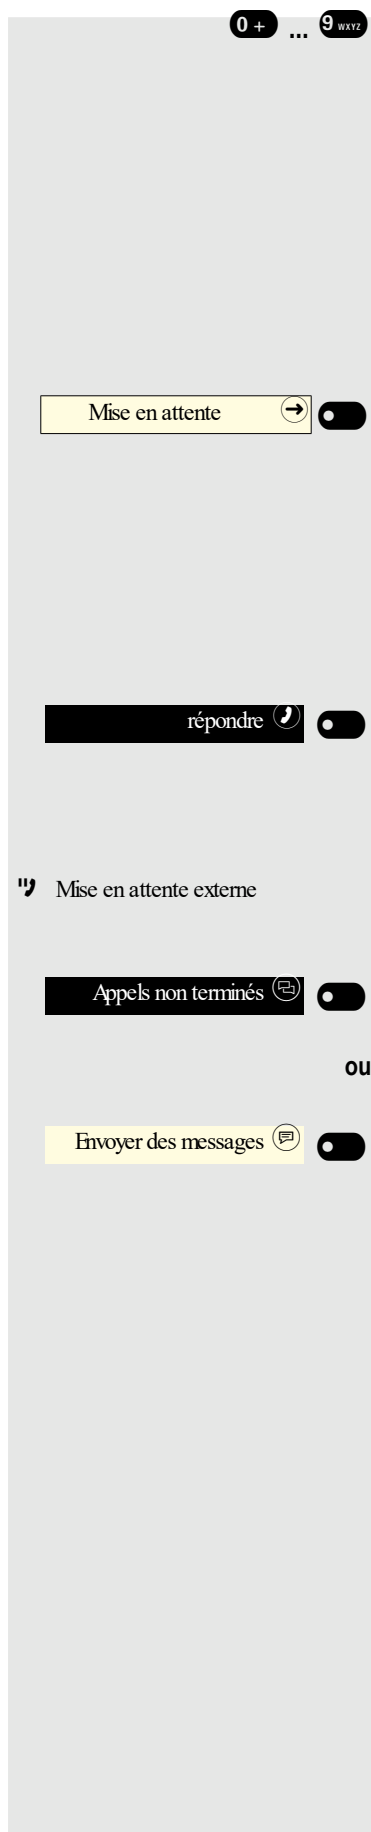 0 + ... 9 WXYZ
Mise en attente
répondre
Mise en attente externe
Appels non terminés
ou
Envoyer des messages